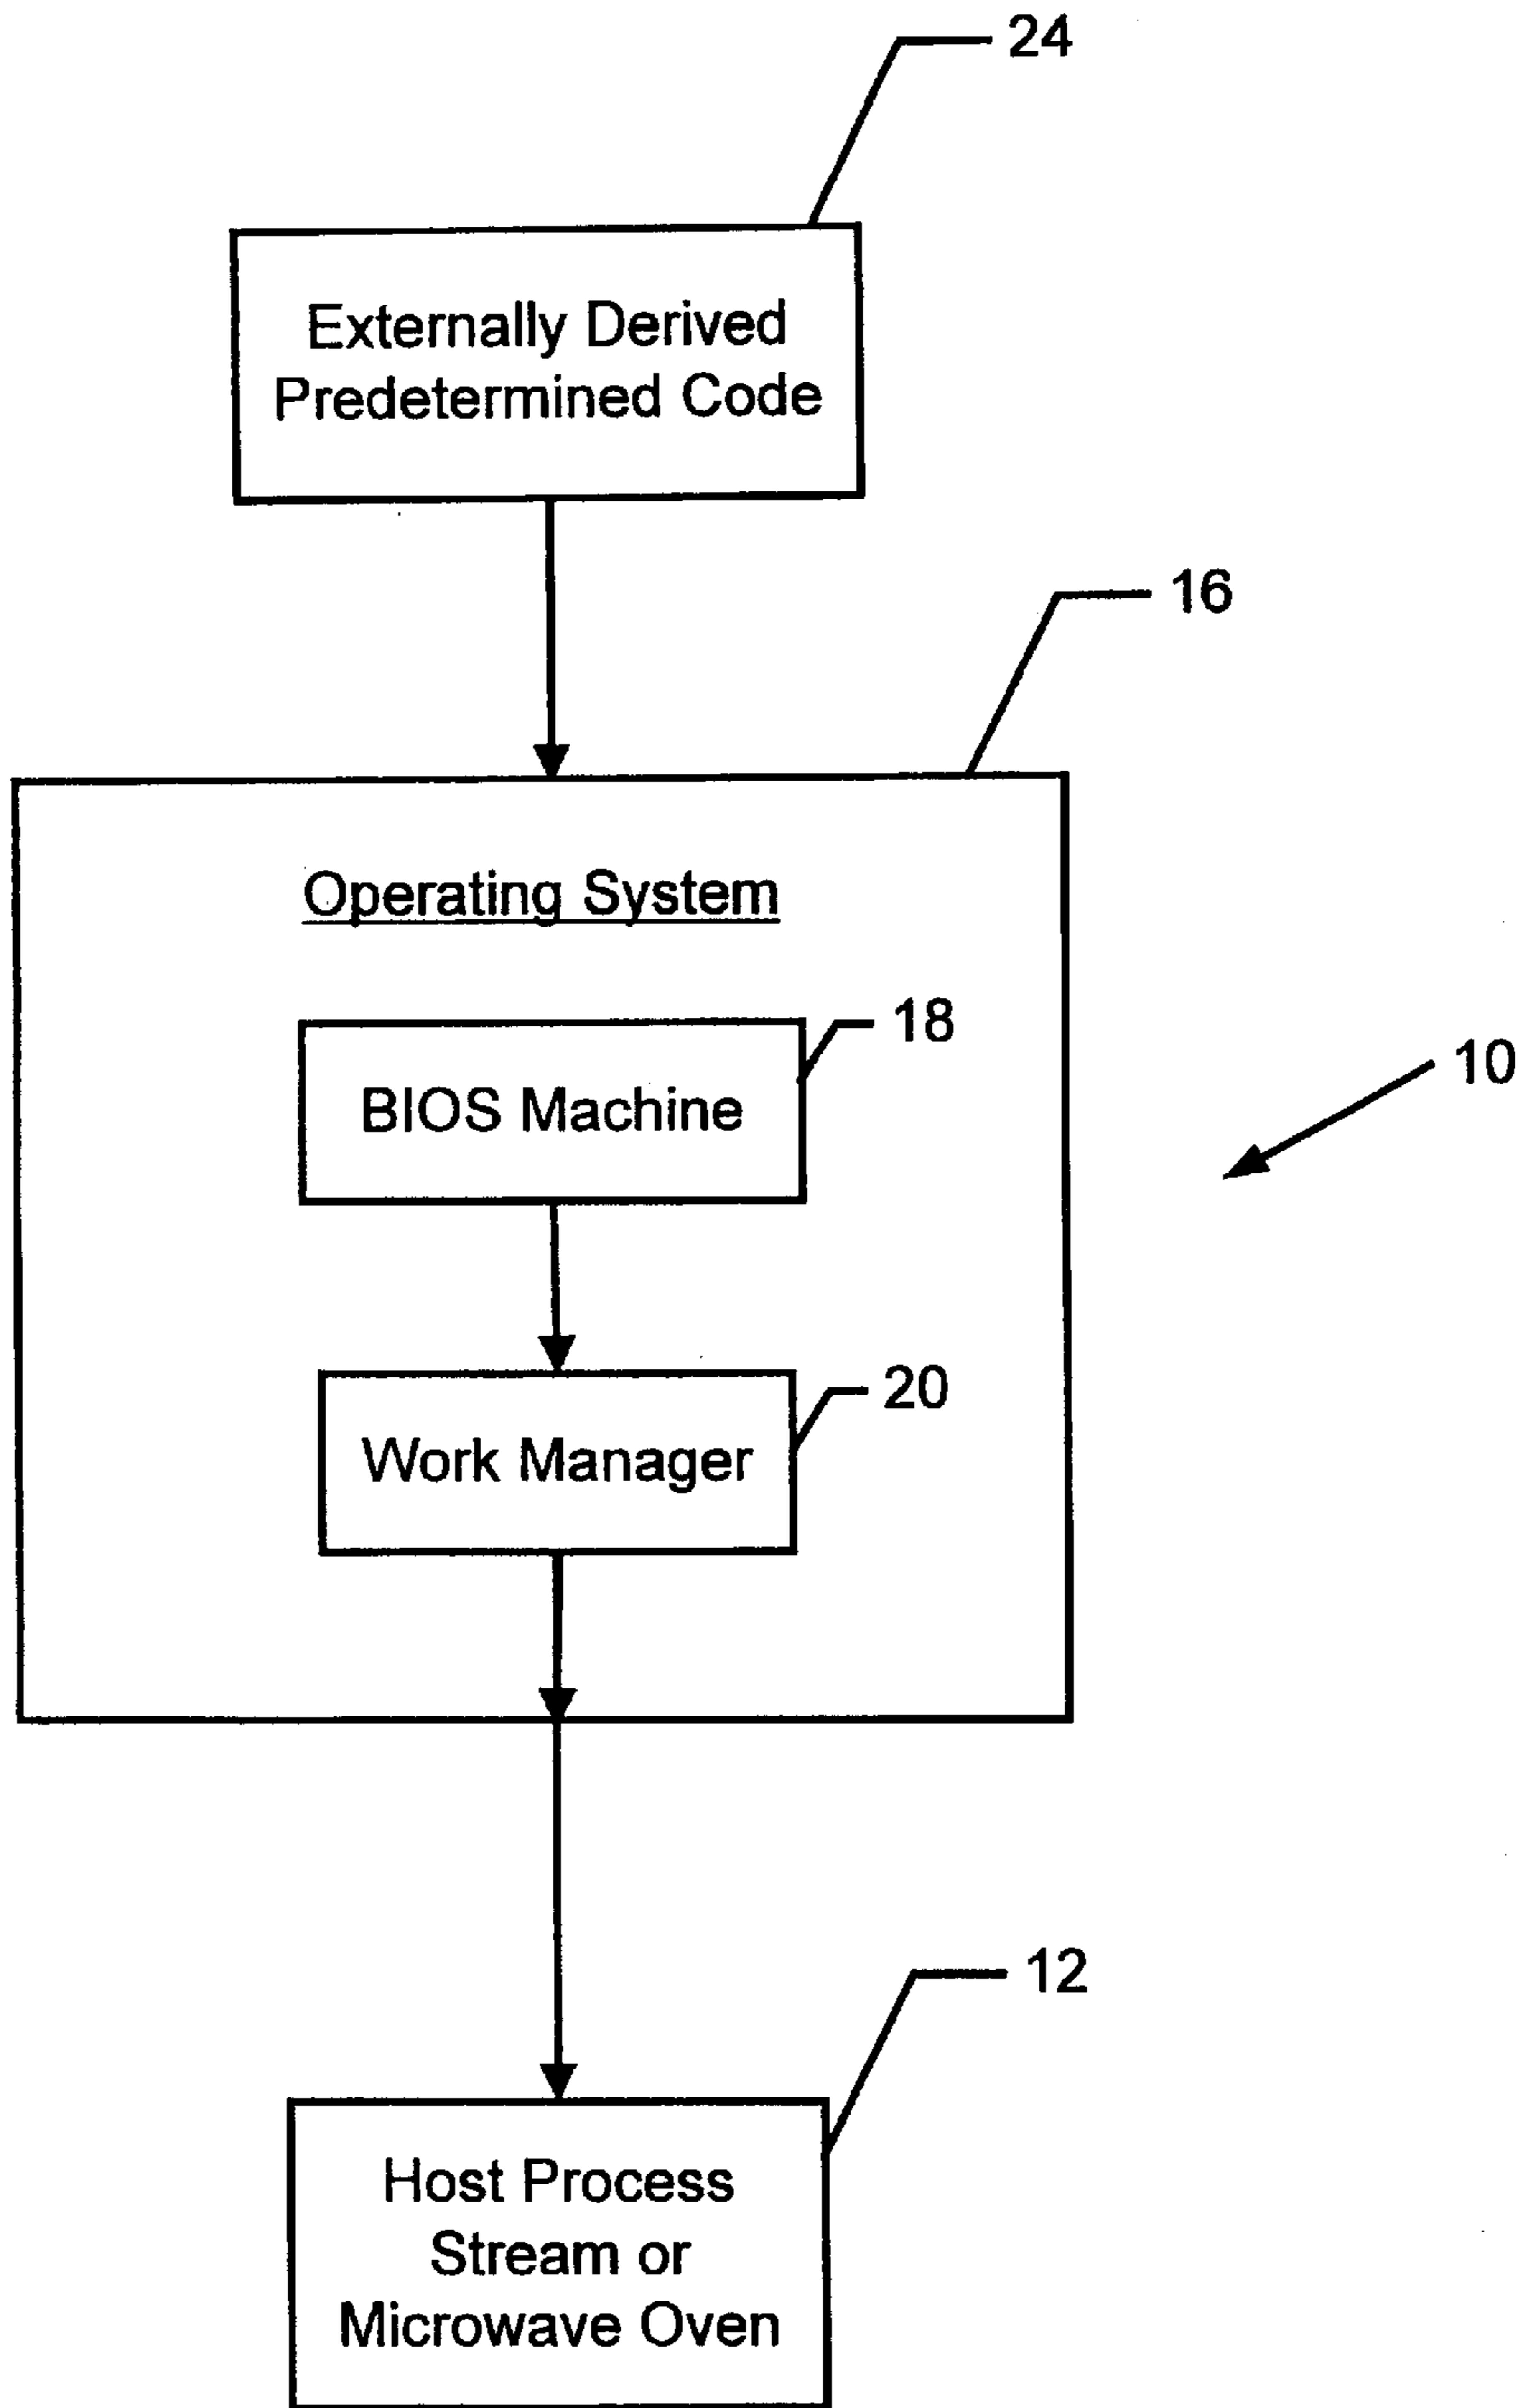 24
Externally Derived
Predetermined Code
16
Operating System
18
BIOS Machine
10
20
Work Manager
12
Host Process
Stream or
Microwave Oven